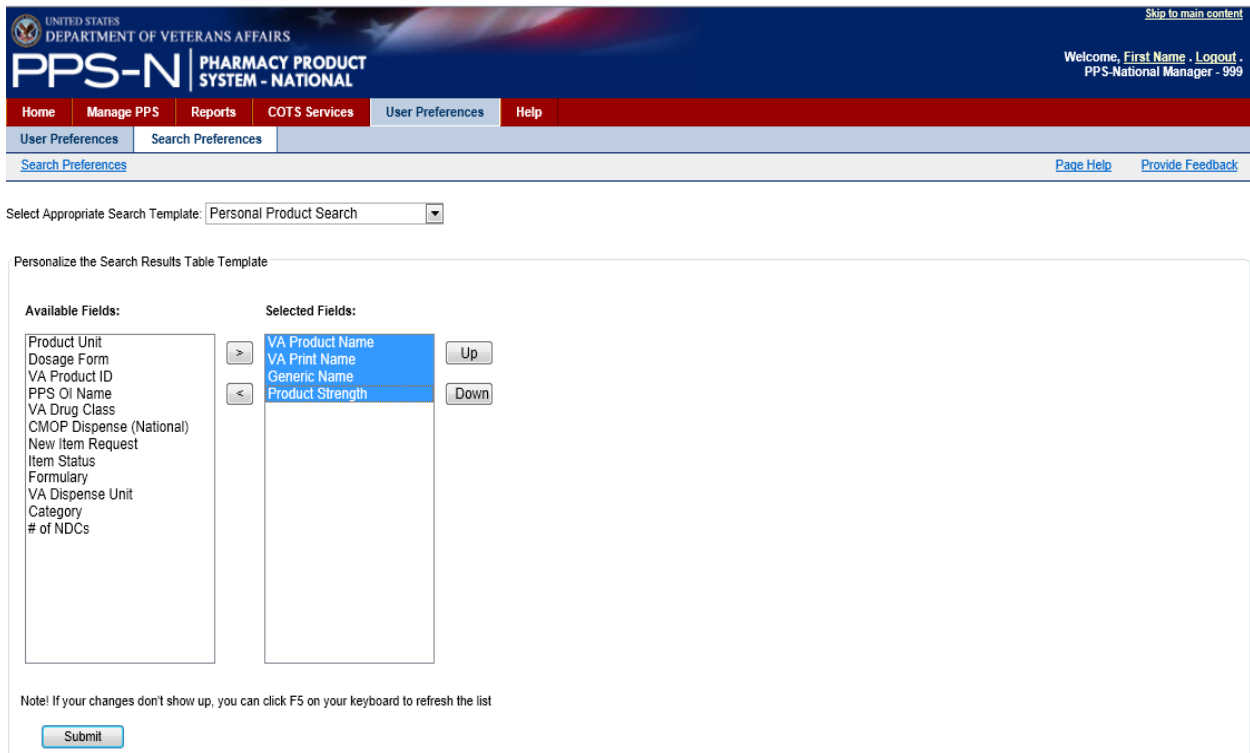 Skip to main content
UNITED STATES
DEPARTMENT OF VETERANS AFFAIRS
PPS-N PHARMACY PRODUCT
SYSTEM - NATIONAL
Welcome, First Name . Logout .
PPS-National Manager - 999
Home Manage PPS Reports COTS Services User Preferences Help
User Preferences Search Preferences
Search Preferences Page Help Provide Feedback
Select Appropriate Search Template: Personal Product Search
Personalize the Search Results Table Template
Available Fields: Selected Fields:
Product Unit
Dosage Form
VA Product ID
PPS OI Name
VA Drug Class
CMOP Dispense (National)
New Item Request
Item Status
Formulary
VA Dispense Unit
Category
# of NDCs
>
<
VA Product Name
VA Print Name
Generic Name
Product Strength
Up
Down
Note! If your changes don't show up, you can click F5 on your keyboard to refresh the list
Submit